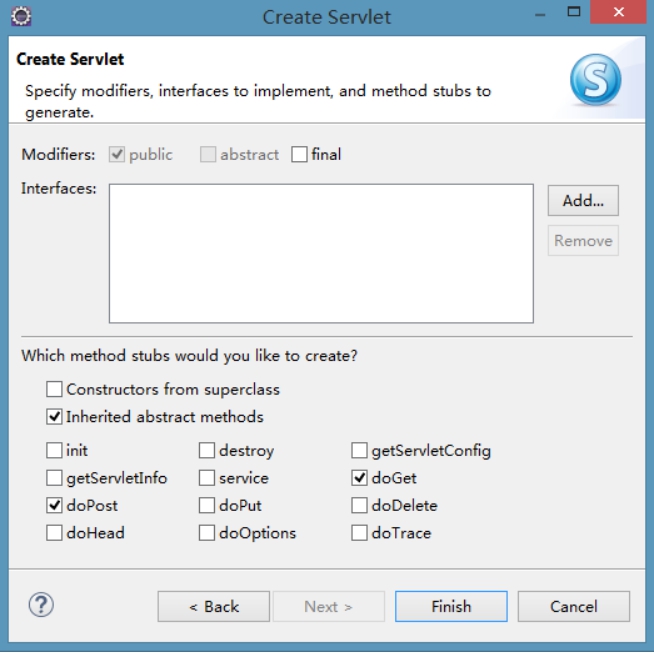 Create Servlet
Create Servlet
Specify modifiers, interfaces to implement, and method stubs to
generate.
Modifiers: public abstract final
Interfaces:
Add...
Remove
Which method stubs would you like to create?
Constructors from superclass
Inherited abstract methods
init destroy getServletConfig
getServletInfo service doGet
doPost doPut doDelete
doHead doOptions doTrace
? < Back Next > Finish Cancel